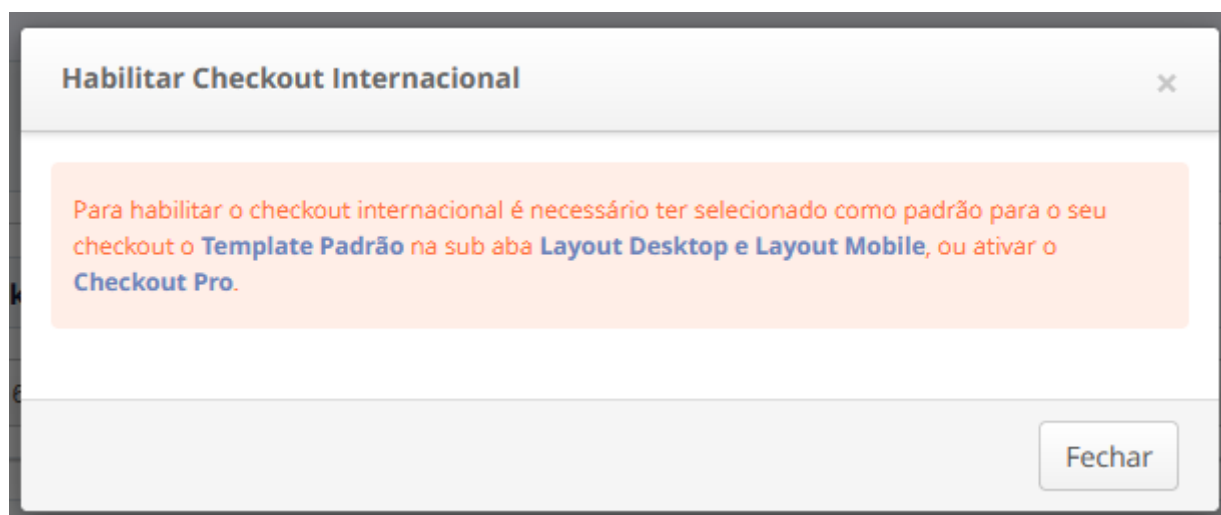 Habilitar Checkout Internacional
×
Para habilitar o checkout internacional é necessário ter selecionado como padrão para o seu
checkout o Template Padrão na sub aba Layout Desktop e Layout Mobile, ou ativar o
Checkout Pro.
Fechar